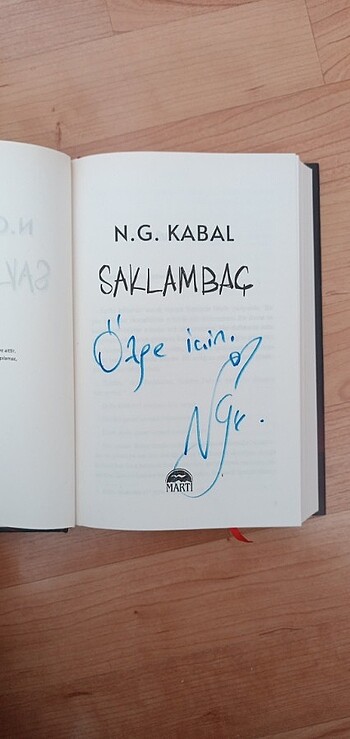 N.G. KABAL
SAKLAMBAÇ
Özge için.
NGK.
MARTI